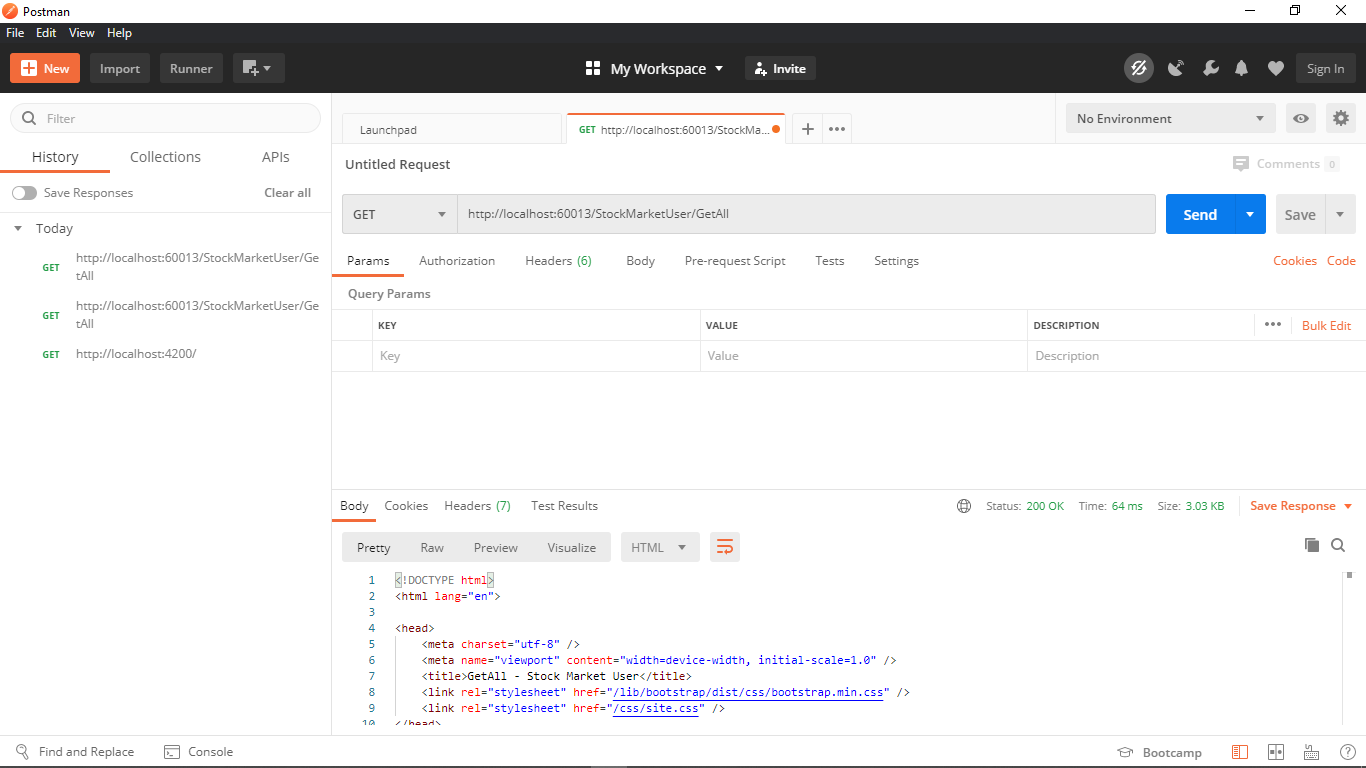 Postman
File Edit View Help
New Import Runner My Workspace Invite Sign In
Filter
History Collections APIs
Save Responses Clear all
Today
GET http://localhost:60013/StockMarketUser/Ge
tAll
GET http://localhost:60013/StockMarketUser/Ge
tAll
GET http://localhost:4200/
Launchpad GET http://localhost:60013/StockMa... No Environment
Untitled Request Comments 0
GET http://localhost:60013/StockMarketUser/GetAll Send Save
Params Authorization Headers (6) Body Pre-request Script Tests Settings Cookies Code
Query Params
KEY VALUE DESCRIPTION Bulk Edit
Key Value Description
Body Cookies Headers (7) Test Results Status: 200 OK Time: 64 ms Size: 3.03 KB Save Response
Pretty Raw Preview Visualize HTML
1 <!DOCTYPE html>
2 <html lang="en">
3
4 <head>
5 <meta charset="utf-8" />
6 <meta name="viewport" content="width=device-width, initial-scale=1.0" />
7 <title>GetAll - Stock Market User</title>
8 <link rel="stylesheet" href="/lib/bootstrap/dist/css/bootstrap.min.css" />
9 <link rel="stylesheet" href="/css/site.css" />
10 </head>
Find and Replace Console Bootcamp